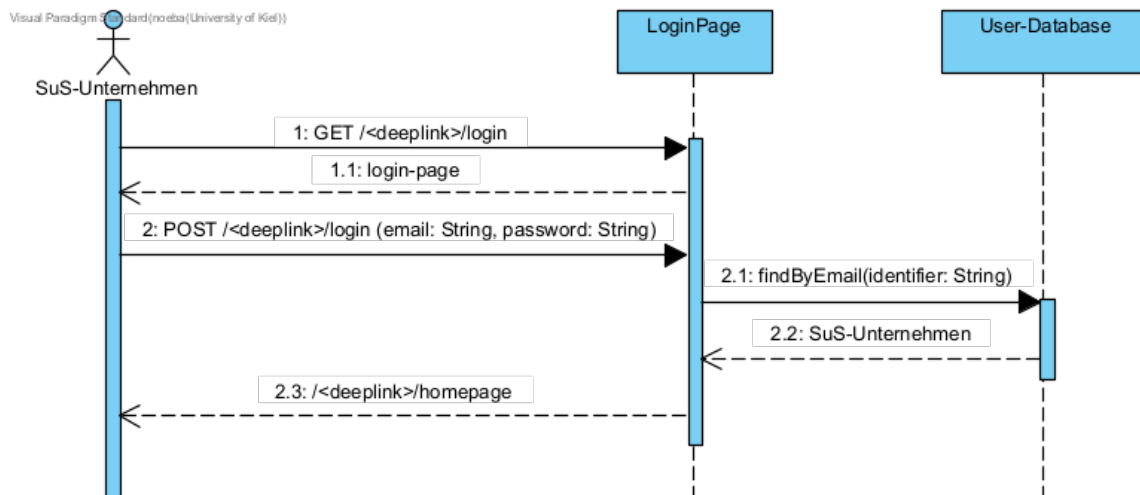 Visual Paradigm Standard(noeba(University of Kiel))
SuS-Unternehmen
LoginPage
User-Database
1: GET /<deeplink>/login
1.1: login-page
2: POST /<deeplink>/login (email: String, password: String)
2.1: findByEmail(identifier: String)
2.2: SuS-Unternehmen
2.3: /<deeplink>/homepage